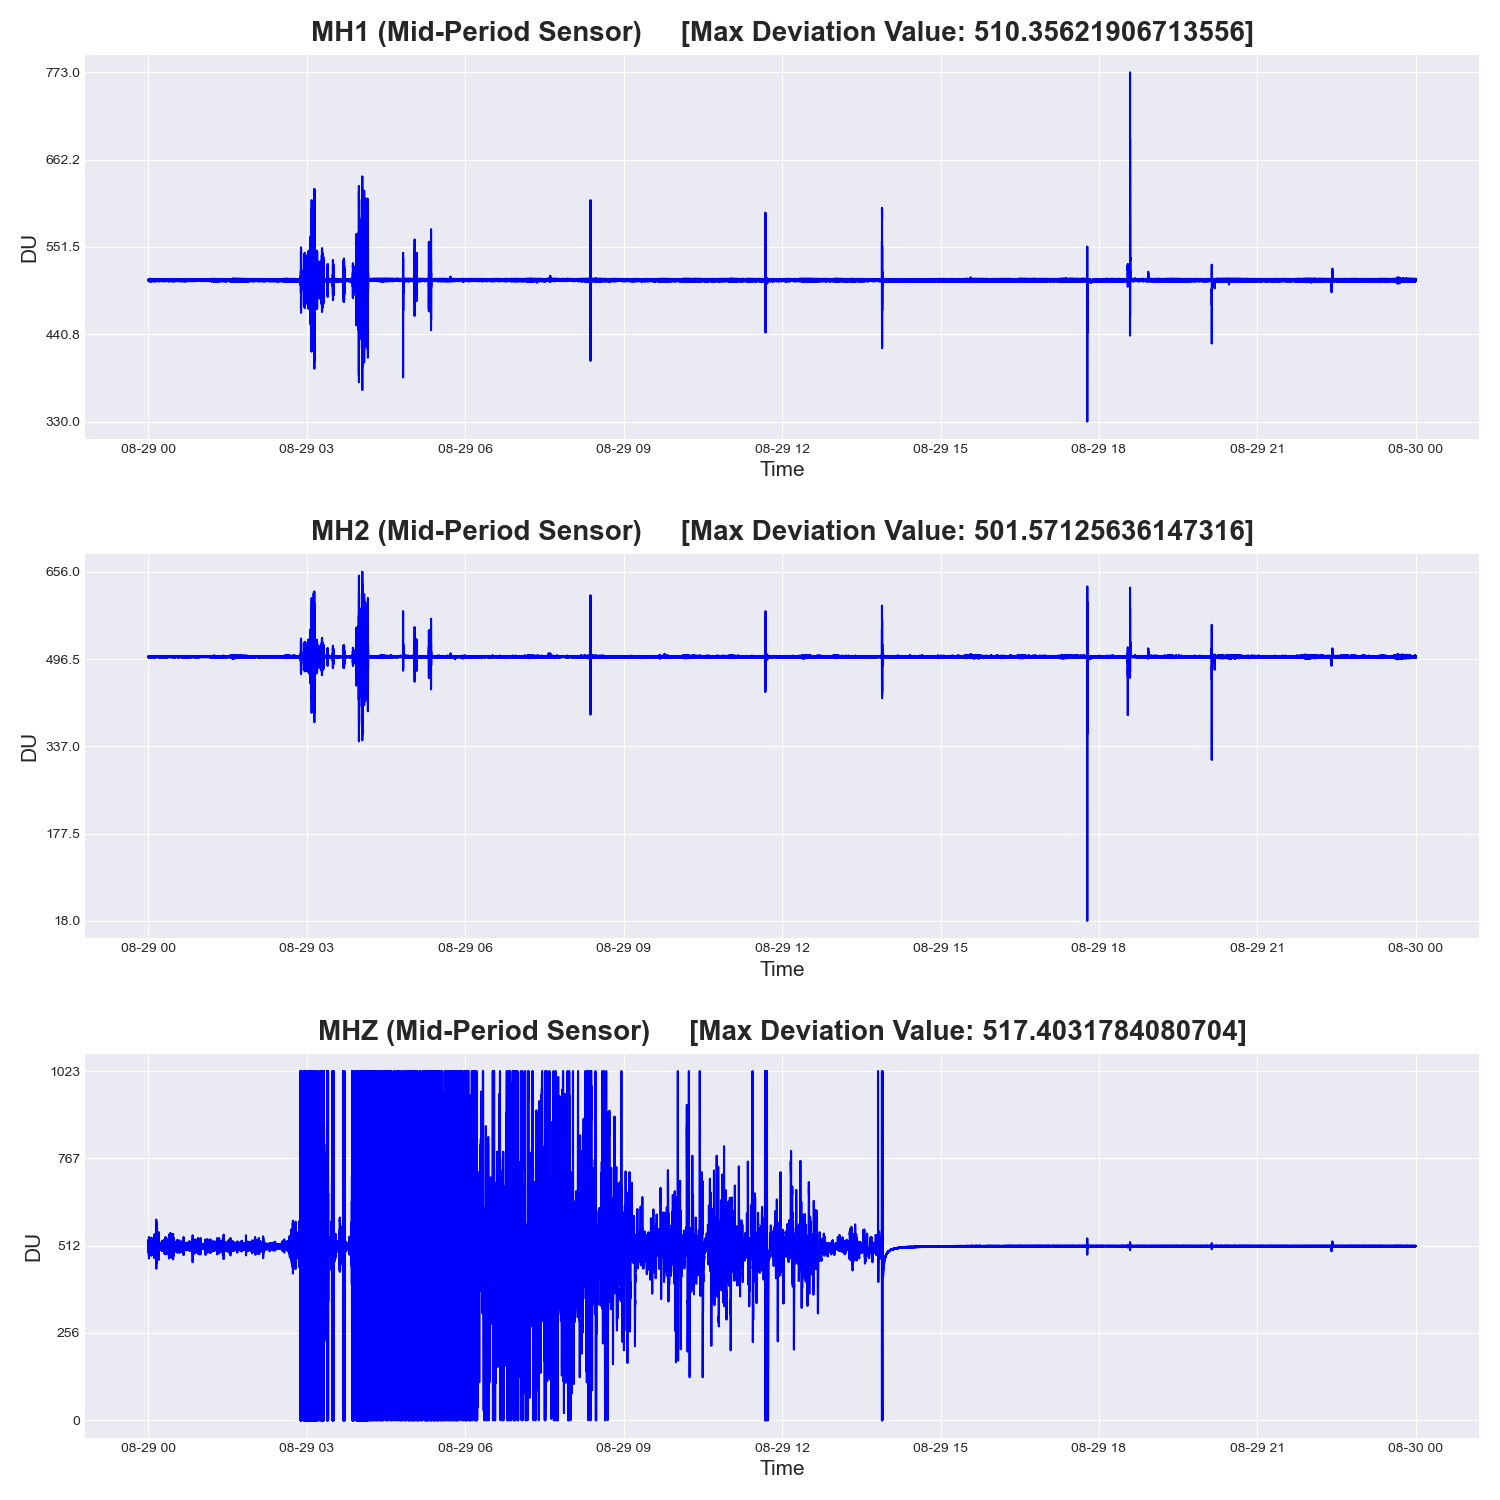 MH1 (Mid-Period Sensor) [Max Deviation Value: 510.35621906713556]
773.0
662.2
551.5
440.8
330.0
DU
08-29 00 08-29 03 08-29 06 08-29 09 08-29 12 08-29 15 08-29 18 08-29 21 08-30 00
Time
MH2 (Mid-Period Sensor) [Max Deviation Value: 501.57125636147316]
656.0
496.5
337.0
177.5
18.0
DU
08-29 00 08-29 03 08-29 06 08-29 09 08-29 12 08-29 15 08-29 18 08-29 21 08-30 00
Time
MHZ (Mid-Period Sensor) [Max Deviation Value: 517.4031784080704]
1023
767
512
256
0
DU
08-29 00 08-29 03 08-29 06 08-29 09 08-29 12 08-29 15 08-29 18 08-29 21 08-30 00
Time